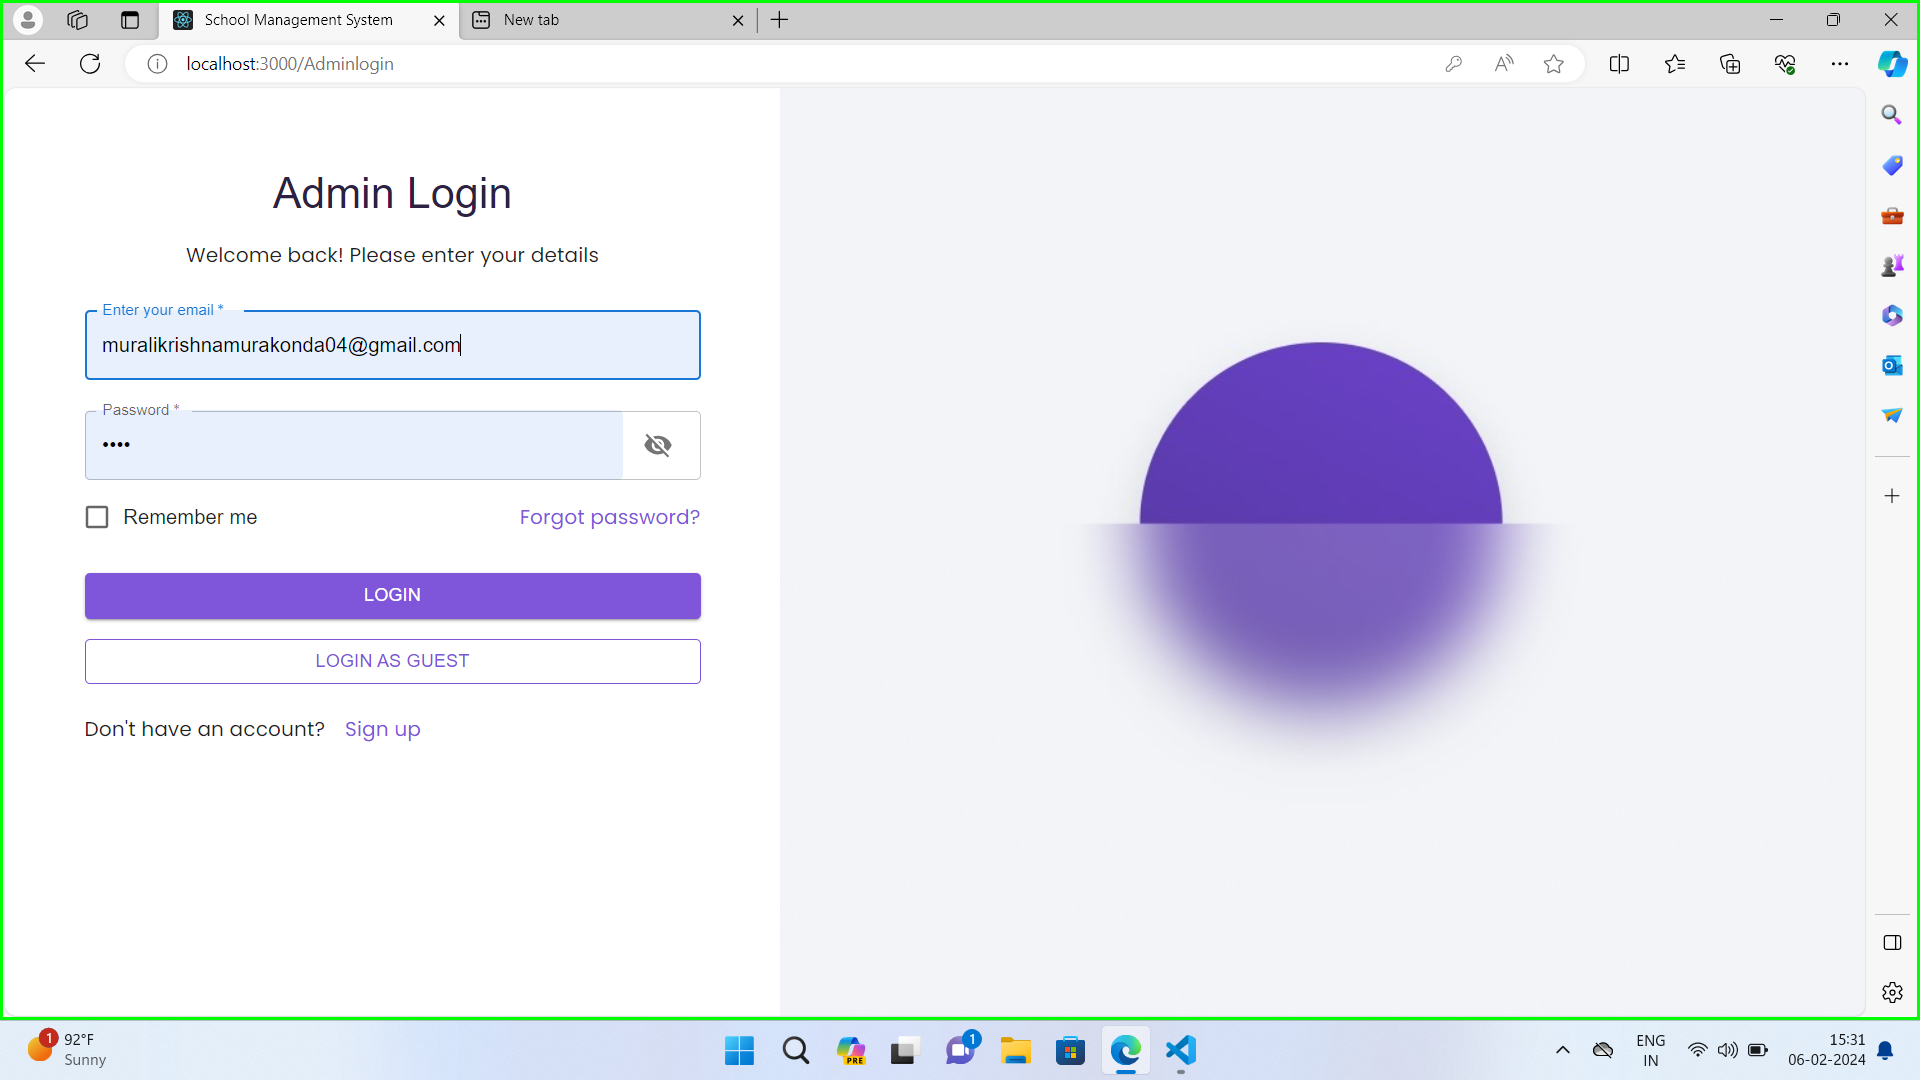 School Management System
New tab
localhost:3000/Adminlogin
Admin Login
Welcome back! Please enter your details
Enter your email *
muralikrishnamurakonda04@gmail.com
Password *
••••
Remember me
Forgot password?
LOGIN
LOGIN AS GUEST
Don't have an account? Sign up
1
92°F
Sunny
PRE
1
ENG
IN
15:31
06-02-2024